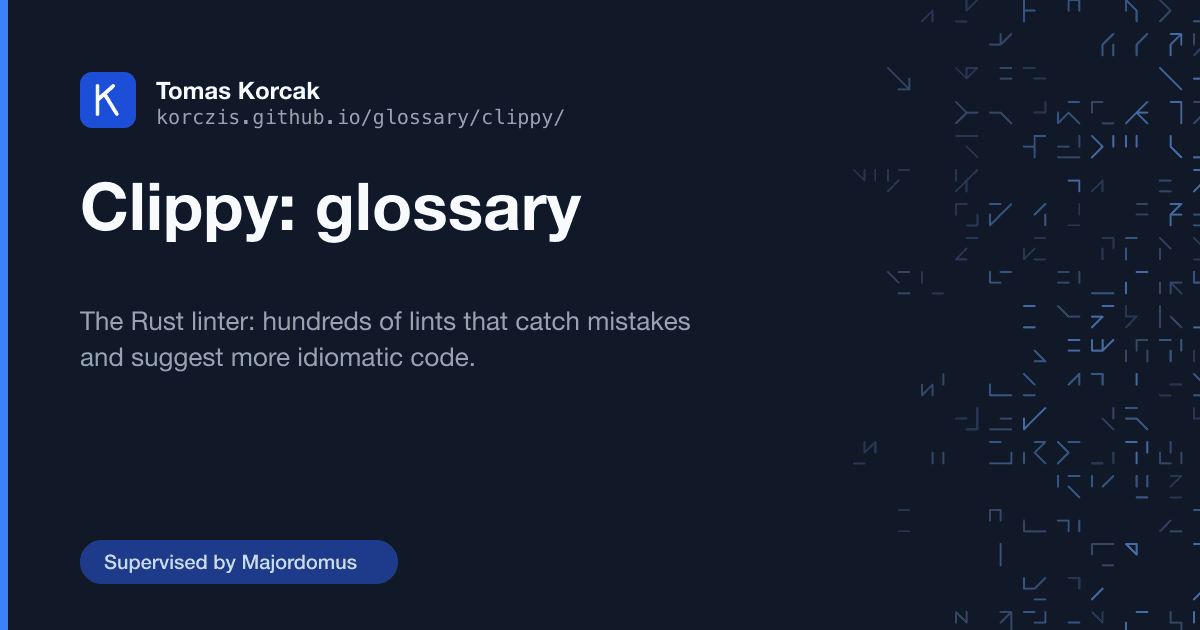 K
Tomas Korcak
korczis.github.io/glossary/clippy/
Clippy: glossary
The Rust linter: hundreds of lints that catch mistakes
and suggest more idiomatic code.
Supervised by Majordomus